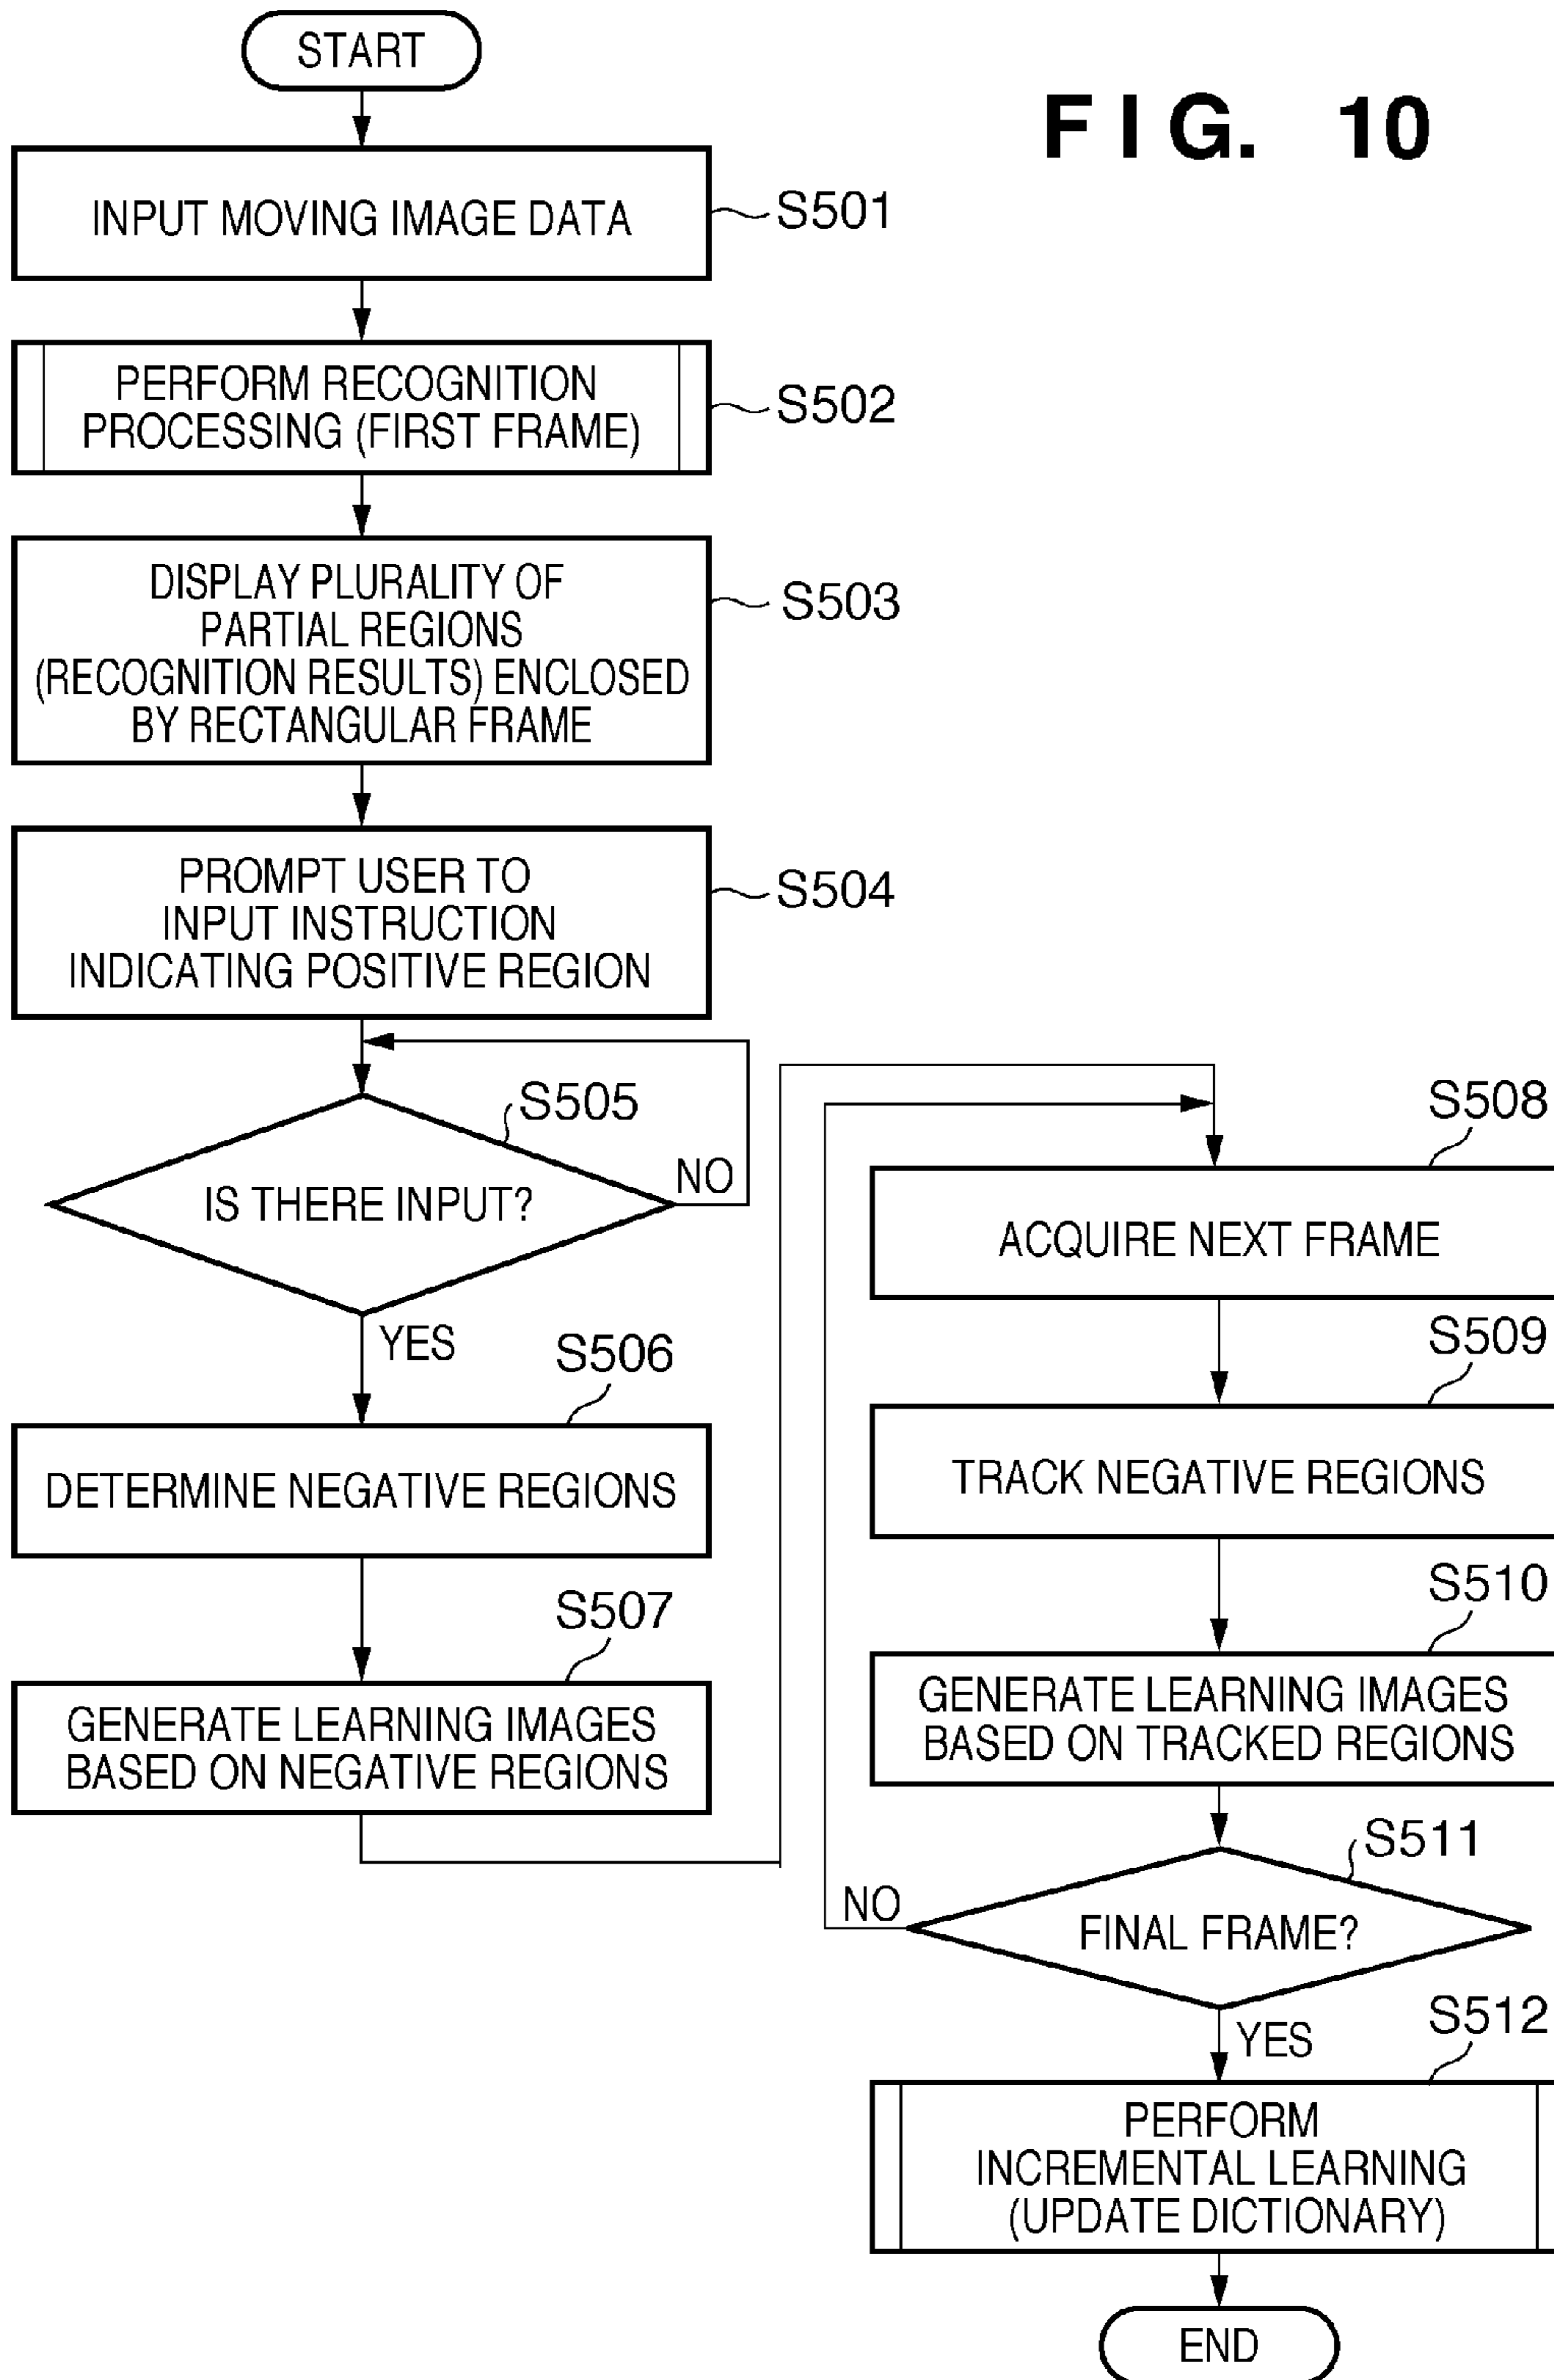 START
FIG. 10
INPUT MOVING IMAGE DATA
S501
PERFORM RECOGNITION
PROCESSING (FIRST FRAME)
S502
DISPLAY PLURALITY OF
PARTIAL REGIONS
(RECOGNITION RESULTS) ENCLOSED
BY RECTANGULAR FRAME
S503
PROMPT USER TO
INPUT INSTRUCTION
INDICATING POSITIVE REGION
S504
S505
IS THERE INPUT?
NO
YES
S506
DETERMINE NEGATIVE REGIONS
S507
GENERATE LEARNING IMAGES
BASED ON NEGATIVE REGIONS
S508
ACQUIRE NEXT FRAME
S509
TRACK NEGATIVE REGIONS
S510
GENERATE LEARNING IMAGES
BASED ON TRACKED REGIONS
S511
FINAL FRAME?
NO
YES
S512
PERFORM
INCREMENTAL LEARNING
(UPDATE DICTIONARY)
END